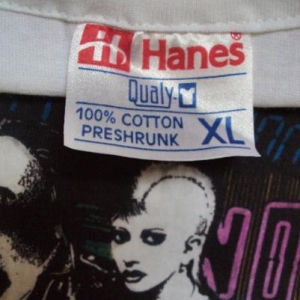 H Hanes®
Qualy-T
100% COTTON
PRESHRUNK XL